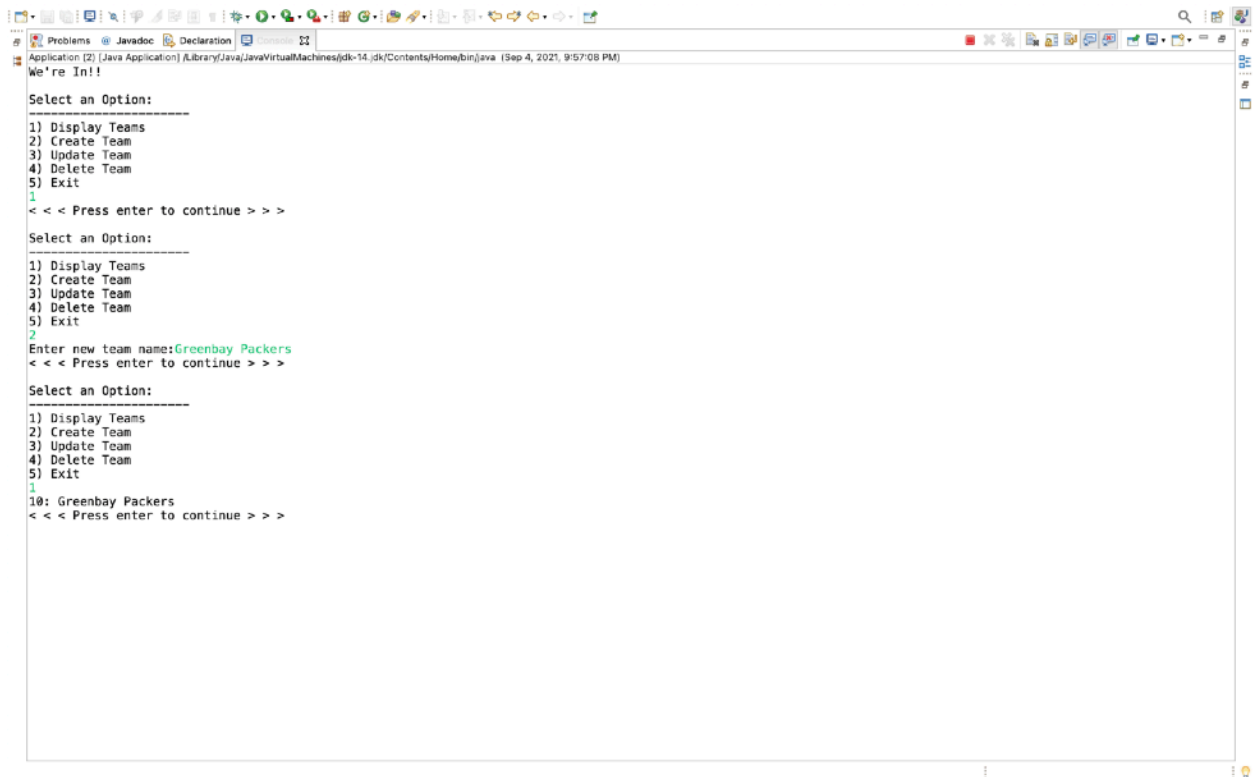 Problems @ Javadoc Declaration Console
Application (2) [Java Application] /Library/Java/JavaVirtualMachines/jdk-14.jdk/Contents/Home/bin/java (Sep 4, 2021, 9:57:08 PM)
We're In!!
Select an Option:
----------------------
1) Display Teams
2) Create Team
3) Update Team
4) Delete Team
5) Exit
1
< < < Press enter to continue > > >
Select an Option:
----------------------
1) Display Teams
2) Create Team
3) Update Team
4) Delete Team
5) Exit
2
Enter new team name:Greenbay Packers
< < < Press enter to continue > > >
Select an Option:
----------------------
1) Display Teams
2) Create Team
3) Update Team
4) Delete Team
5) Exit
1
10: Greenbay Packers
< < < Press enter to continue > > >